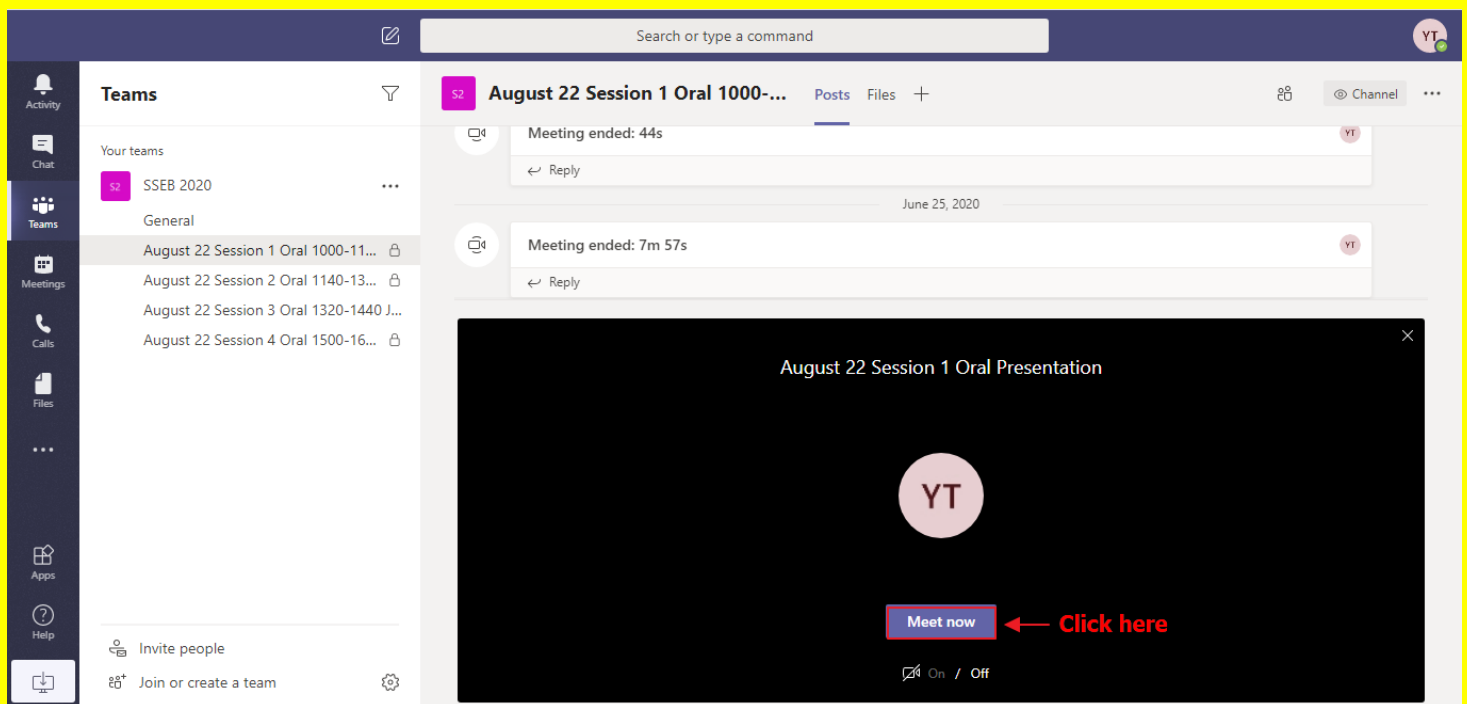 Search or type a command
YT
Activity
Chat
Teams
Meetings
Calls
Files
Apps
Help
Teams
Your teams
S2 SSEB 2020
General
August 22 Session 1 Oral 1000-11...
August 22 Session 2 Oral 1140-13...
August 22 Session 3 Oral 1320-1440 J...
August 22 Session 4 Oral 1500-16...
Invite people
Join or create a team
S2 August 22 Session 1 Oral 1000-... Posts Files Channel
Meeting ended: 44s YT
Reply
June 25, 2020
Meeting ended: 7m 57s YT
Reply
August 22 Session 1 Oral Presentation
YT
Meet now Click here
On / Off